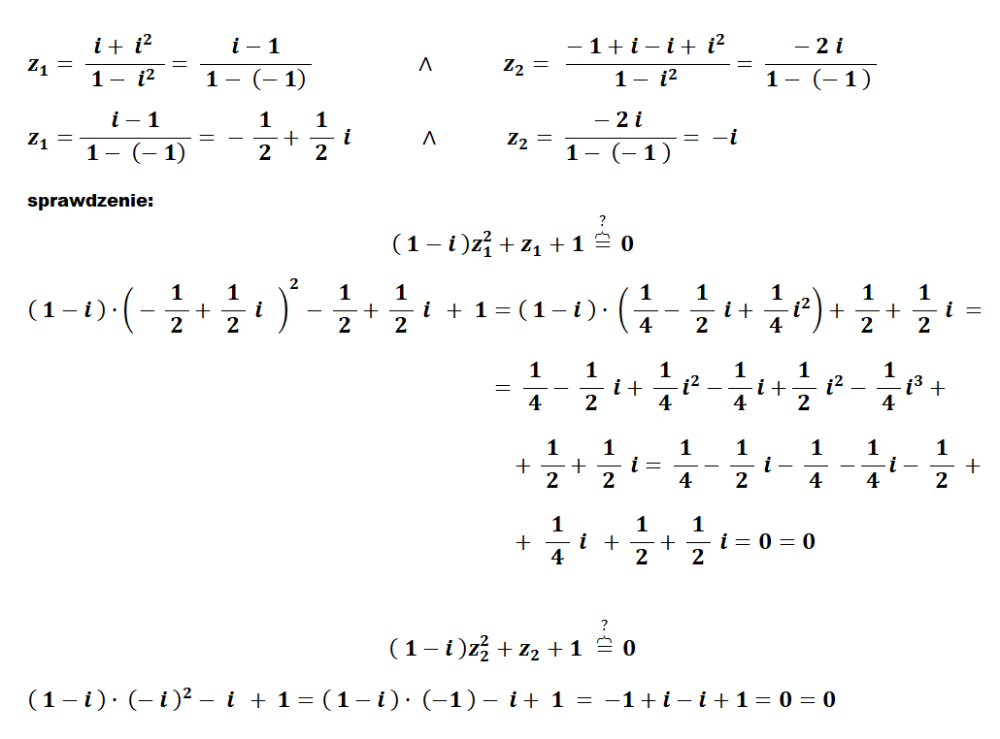 z₁ = (i + i²)/(1 − i²) = (i − 1)/(1 − (− 1)) ∧ z₂ = (− 1 + i − i + i²)/(1 − i²) = (− 2 i)/(1 − (− 1 ))
z₁ = (i − 1)/(1 − (− 1)) = − 1/2 + 1/2 i ∧ z₂ = (− 2 i)/(1 − (− 1 )) = −i
sprawdzenie:
( 1 − i )z₁² + z₁ + 1 =^? 0
( 1 − i ) · ( − 1/2 + 1/2 i )² − 1/2 + 1/2 i + 1 = ( 1 − i ) · ( 1/4 − 1/2 i + 1/4 i² ) + 1/2 + 1/2 i =
= 1/4 − 1/2 i + 1/4 i² − 1/4 i + 1/2 i² − 1/4 i³ +
+ 1/2 + 1/2 i = 1/4 − 1/2 i − 1/4 − 1/4 i − 1/2 +
+ 1/4 i + 1/2 + 1/2 i = 0 = 0
( 1 − i )z₂² + z₂ + 1 =^? 0
( 1 − i ) · (− i )² − i + 1 = ( 1 − i ) · (−1 ) − i + 1 = −1 + i − i + 1 = 0 = 0